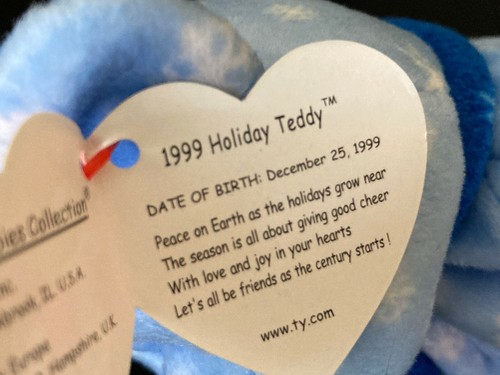 Collection®
IL U.S.A
Europe
Hampshire, U.K
1999 Holiday Teddy™
DATE OF BIRTH: December 25, 1999
Peace on Earth as the holidays grow near
The season is all about giving good cheer
With love and joy in your hearts
Let's all be friends as the century starts !
www.ty.com